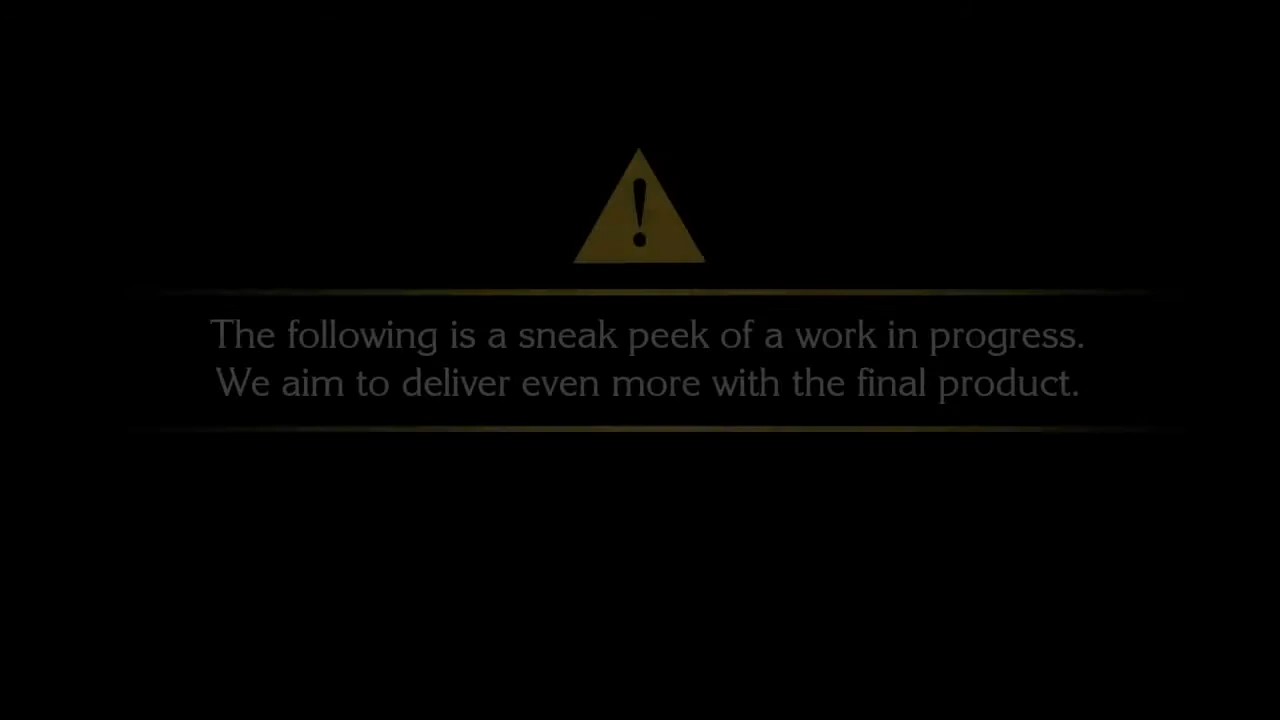 !
The following is a sneak peek of a work in progress.
We aim to deliver even more with the final product.